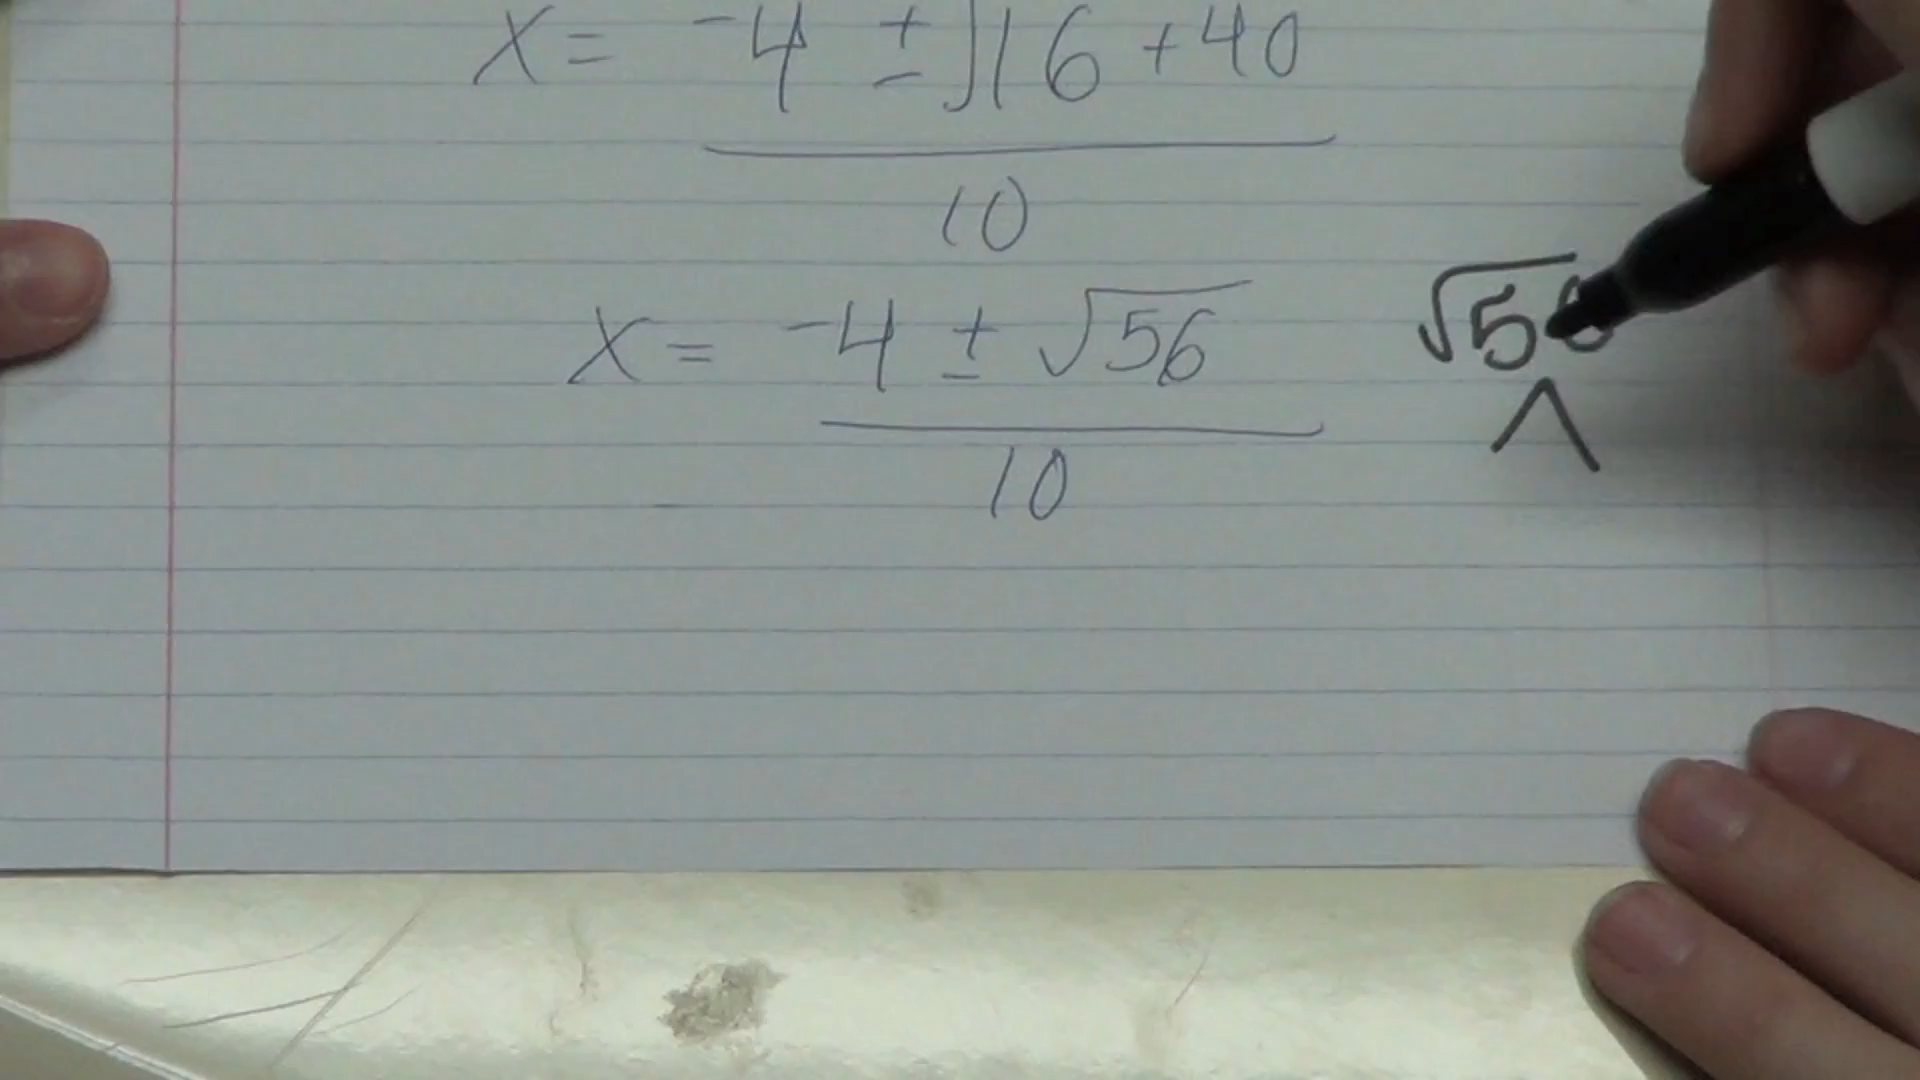 x = -4 ± √16 + 40
10
x = -4 ± √56
10
√56